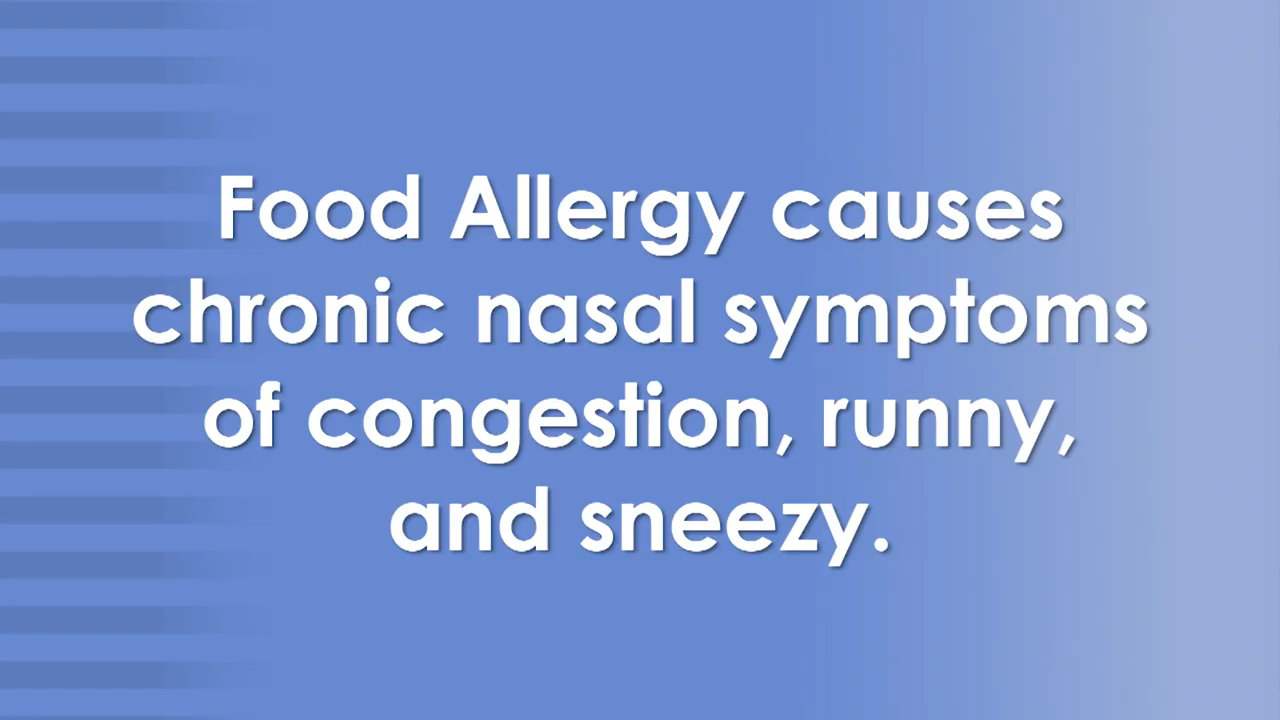 Food Allergy causes
chronic nasal symptoms
of congestion, runny,
and sneezy.